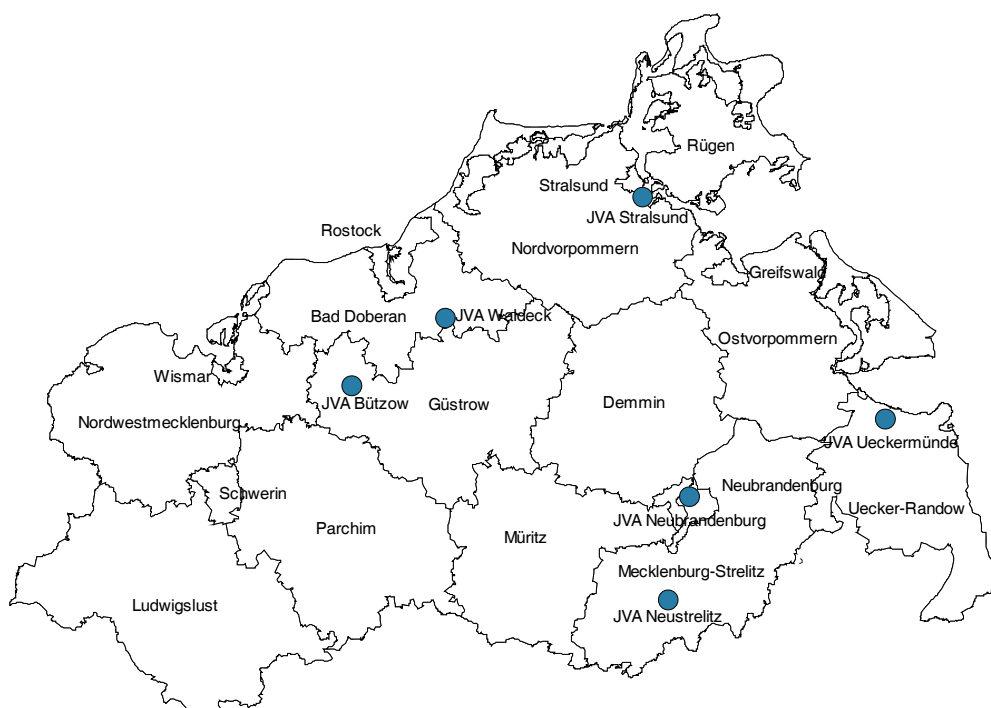 Rügen
Stralsund
JVA Stralsund
Rostock
Nordvorpommern
Greifswald
Bad Doberan
JVA Waldeck
Ostvorpommern
Wismar
JVA Bützow
Güstrow
Demmin
Nordwestmecklenburg
JVA Ueckermünde
Schwerin
Neubrandenburg
Uecker-Randow
JVA Neubrandenburg
Parchim
Müritz
Mecklenburg-Strelitz
Ludwigslust
JVA Neustrelitz